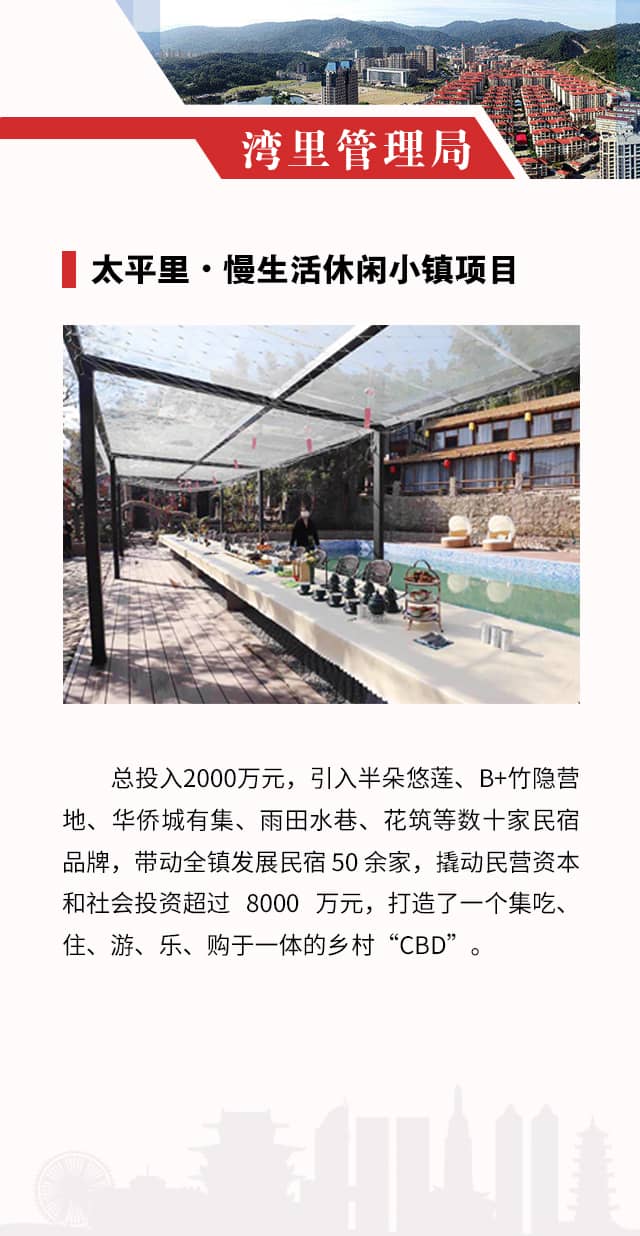 湾里管理局
太平里·慢生活休闲小镇项目
总投入2000万元，引入半朵悠莲、B+竹隐营
地、华侨城有集、雨田水巷、花筑等数十家民宿
品牌，带动全镇发展民宿 50 余家，撬动民营资本
和社会投资超过 8000 万元，打造了一个集吃、
住、游、乐、购于一体的乡村“CBD”。